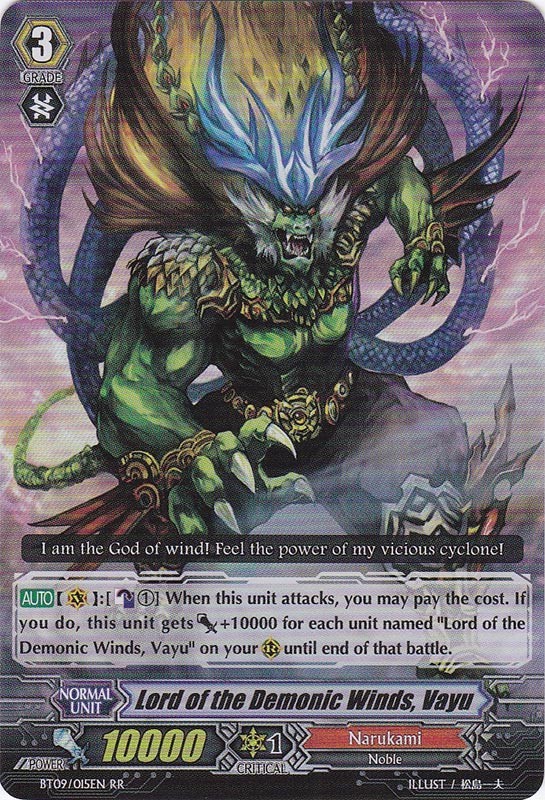 3
GRADE
I am the God of wind! Feel the power of my vicious cyclone!
AUTO [ V ]:[ ①] When this unit attacks, you may pay the cost. If
you do, this unit gets +10000 for each unit named "Lord of the
Demonic Winds, Vayu" on your R until end of that battle.
NORMAL
UNIT
Lord of the Demonic Winds, Vayu
POWER
10000
1
CRITICAL
Narukami
Noble
BT09/015EN RR
ILLUST / 松島一夫